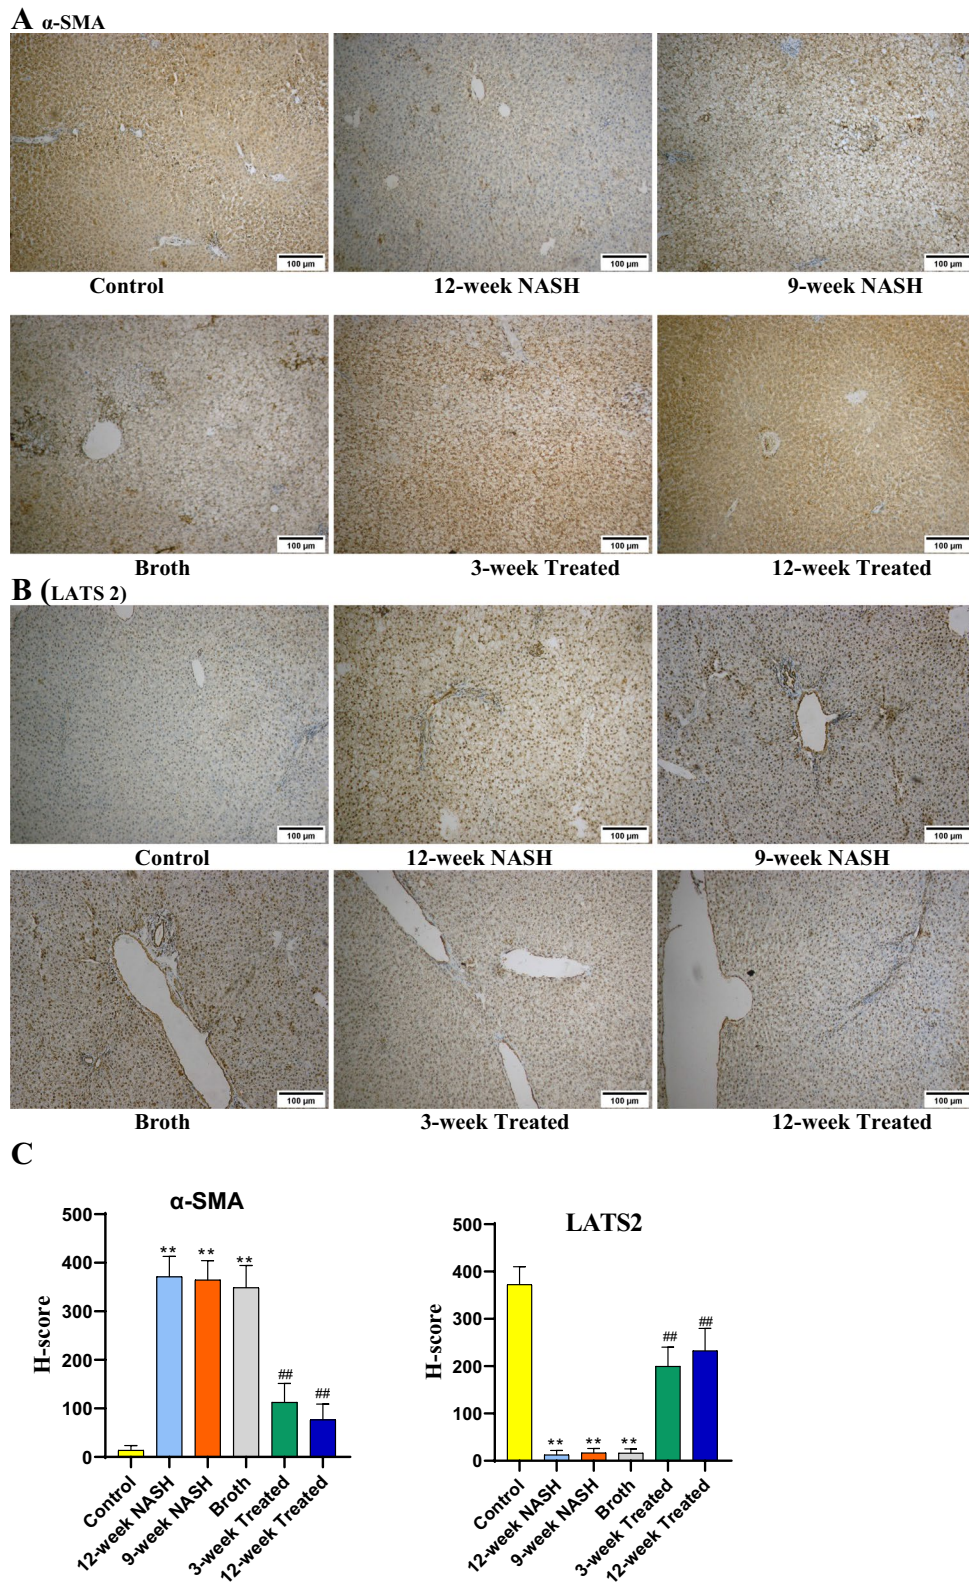 A α-SMA
100 µm 100 µm 100 µm
Control 12-week NASH 9-week NASH
100 µm 100 µm 100 µm
Broth 3-week Treated 12-week Treated
B (LATS 2)
100 µm 100 µm 100 µm
Control 12-week NASH 9-week NASH
100 µm 100 µm 100 µm
Broth 3-week Treated 12-week Treated
C
α-SMA
H-score
500
400
300
200
100
0
** ** ** ## ##
Control
12-week NASH
9-week NASH
Broth
3-week Treated
12-week Treated
LATS2
H-score
500
400
300
200
100
0
** ** ** ## ##
Control
12-week NASH
9-week NASH
Broth
3-week Treated
12-week Treated